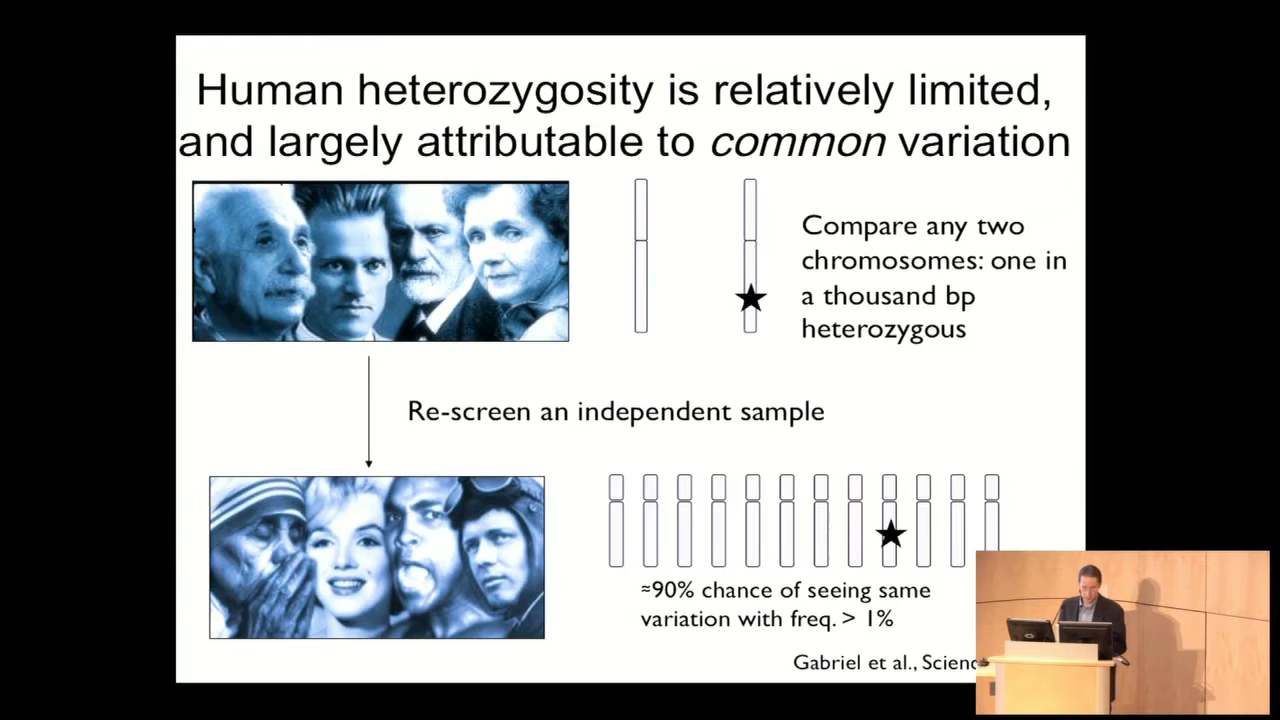 Human heterozygosity is relatively limited,
and largely attributable to common variation
Compare any two
chromosomes: one in
a thousand bp
heterozygous
Re-screen an independent sample
≈90% chance of seeing same
variation with freq. > 1%
Gabriel et al.,